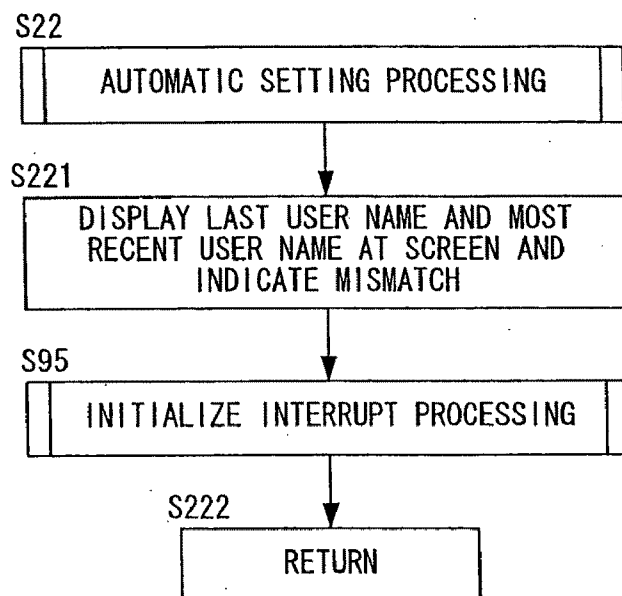 S22
AUTOMATIC SETTING PROCESSING
S221
DISPLAY LAST USER NAME AND MOST
RECENT USER NAME AT SCREEN AND
INDICATE MISMATCH
S95
INITIALIZE INTERRUPT PROCESSING
S222
RETURN